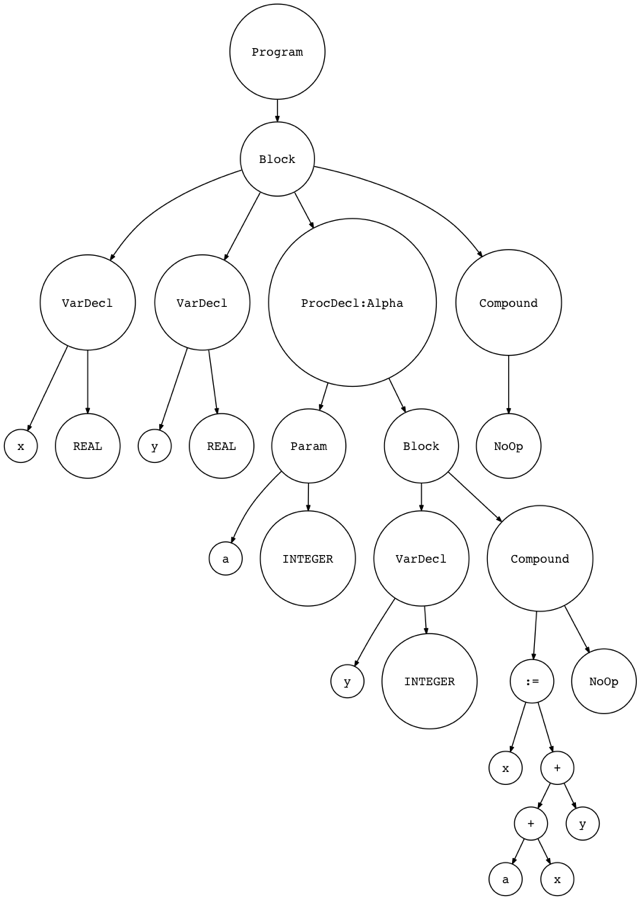 Program
Block
VarDecl
VarDecl
ProcDecl:Alpha
Compound
x
REAL
y
REAL
Param
Block
NoOp
a
INTEGER
VarDecl
Compound
y
INTEGER
:=
NoOp
x
+
+
y
a
x